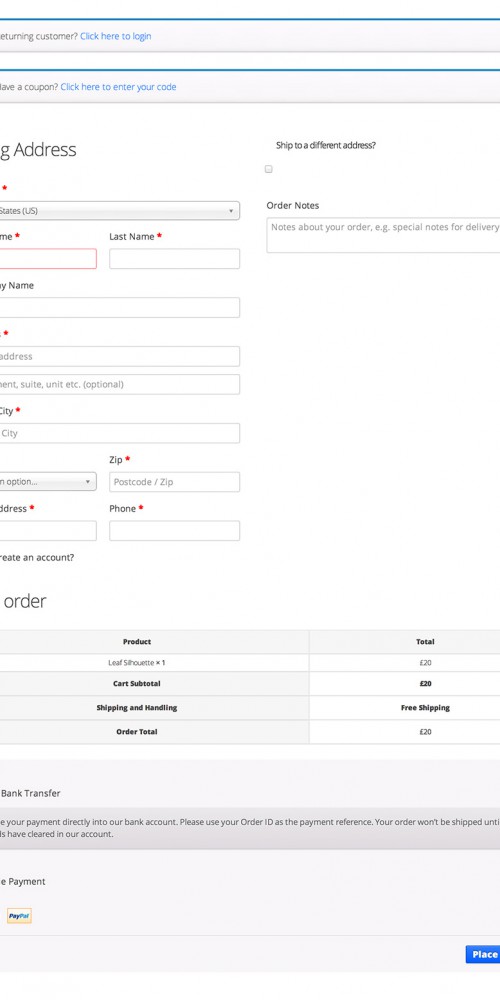 eturning customer? Click here to login
ave a coupon? Click here to enter your code
g Address
Ship to a different address?
*
States (US)
Order Notes
Notes about your order, e.g. special notes for delivery
me * Last Name *
ny Name
*
address
ment, suite, unit etc. (optional)
City *
City
Zip *
n option... Postcode / Zip
ddress * Phone *
reate an account?
order
Product Total
Leaf Silhouette × 1 £20
Cart Subtotal £20
Shipping and Handling Free Shipping
Order Total £20
Bank Transfer
e your payment directly into our bank account. Please use your Order ID as the payment reference. Your order won't be shipped unti
ds have cleared in our account.
e Payment
PayPal
Place